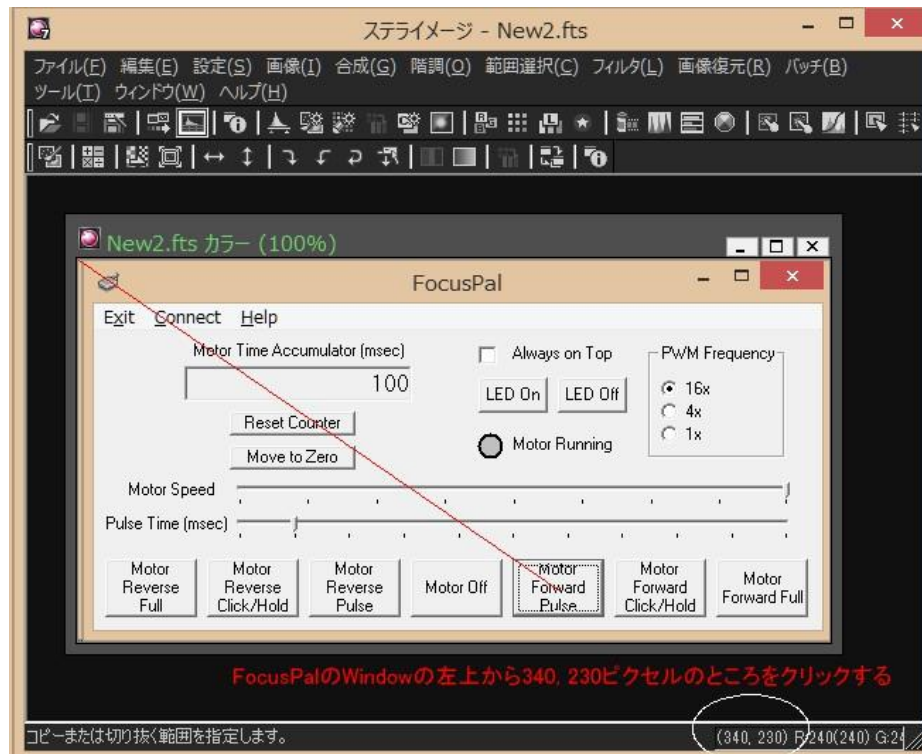 ステライメージ - New2.fts
ファイル(F) 編集(E) 設定(S) 画像(I) 合成(G) 階調(O) 範囲選択(C) フィルタ(L) 画像復元(R) バッチ(B)
ツール(T) ウィンドウ(W) ヘルプ(H)
New2.fts カラー (100%)
FocusPal
Exit Connect Help
Motor Time Accumulator (msec)
100
Reset Counter
Move to Zero
Always on Top
LED On LED Off
Motor Running
PWM Frequency
16x
4x
1x
Motor Speed
Pulse Time (msec)
Motor Reverse Full
Motor Reverse Click/Hold
Motor Reverse Pulse
Motor Off
Motor Forward Pulse
Motor Forward Click/Hold
Motor Forward Full
FocusPalのWindowの左上から340, 230ピクセルのところをクリックする
コピーまたは切り抜く範囲を指定します。
(340, 230) R:240(240) G:24